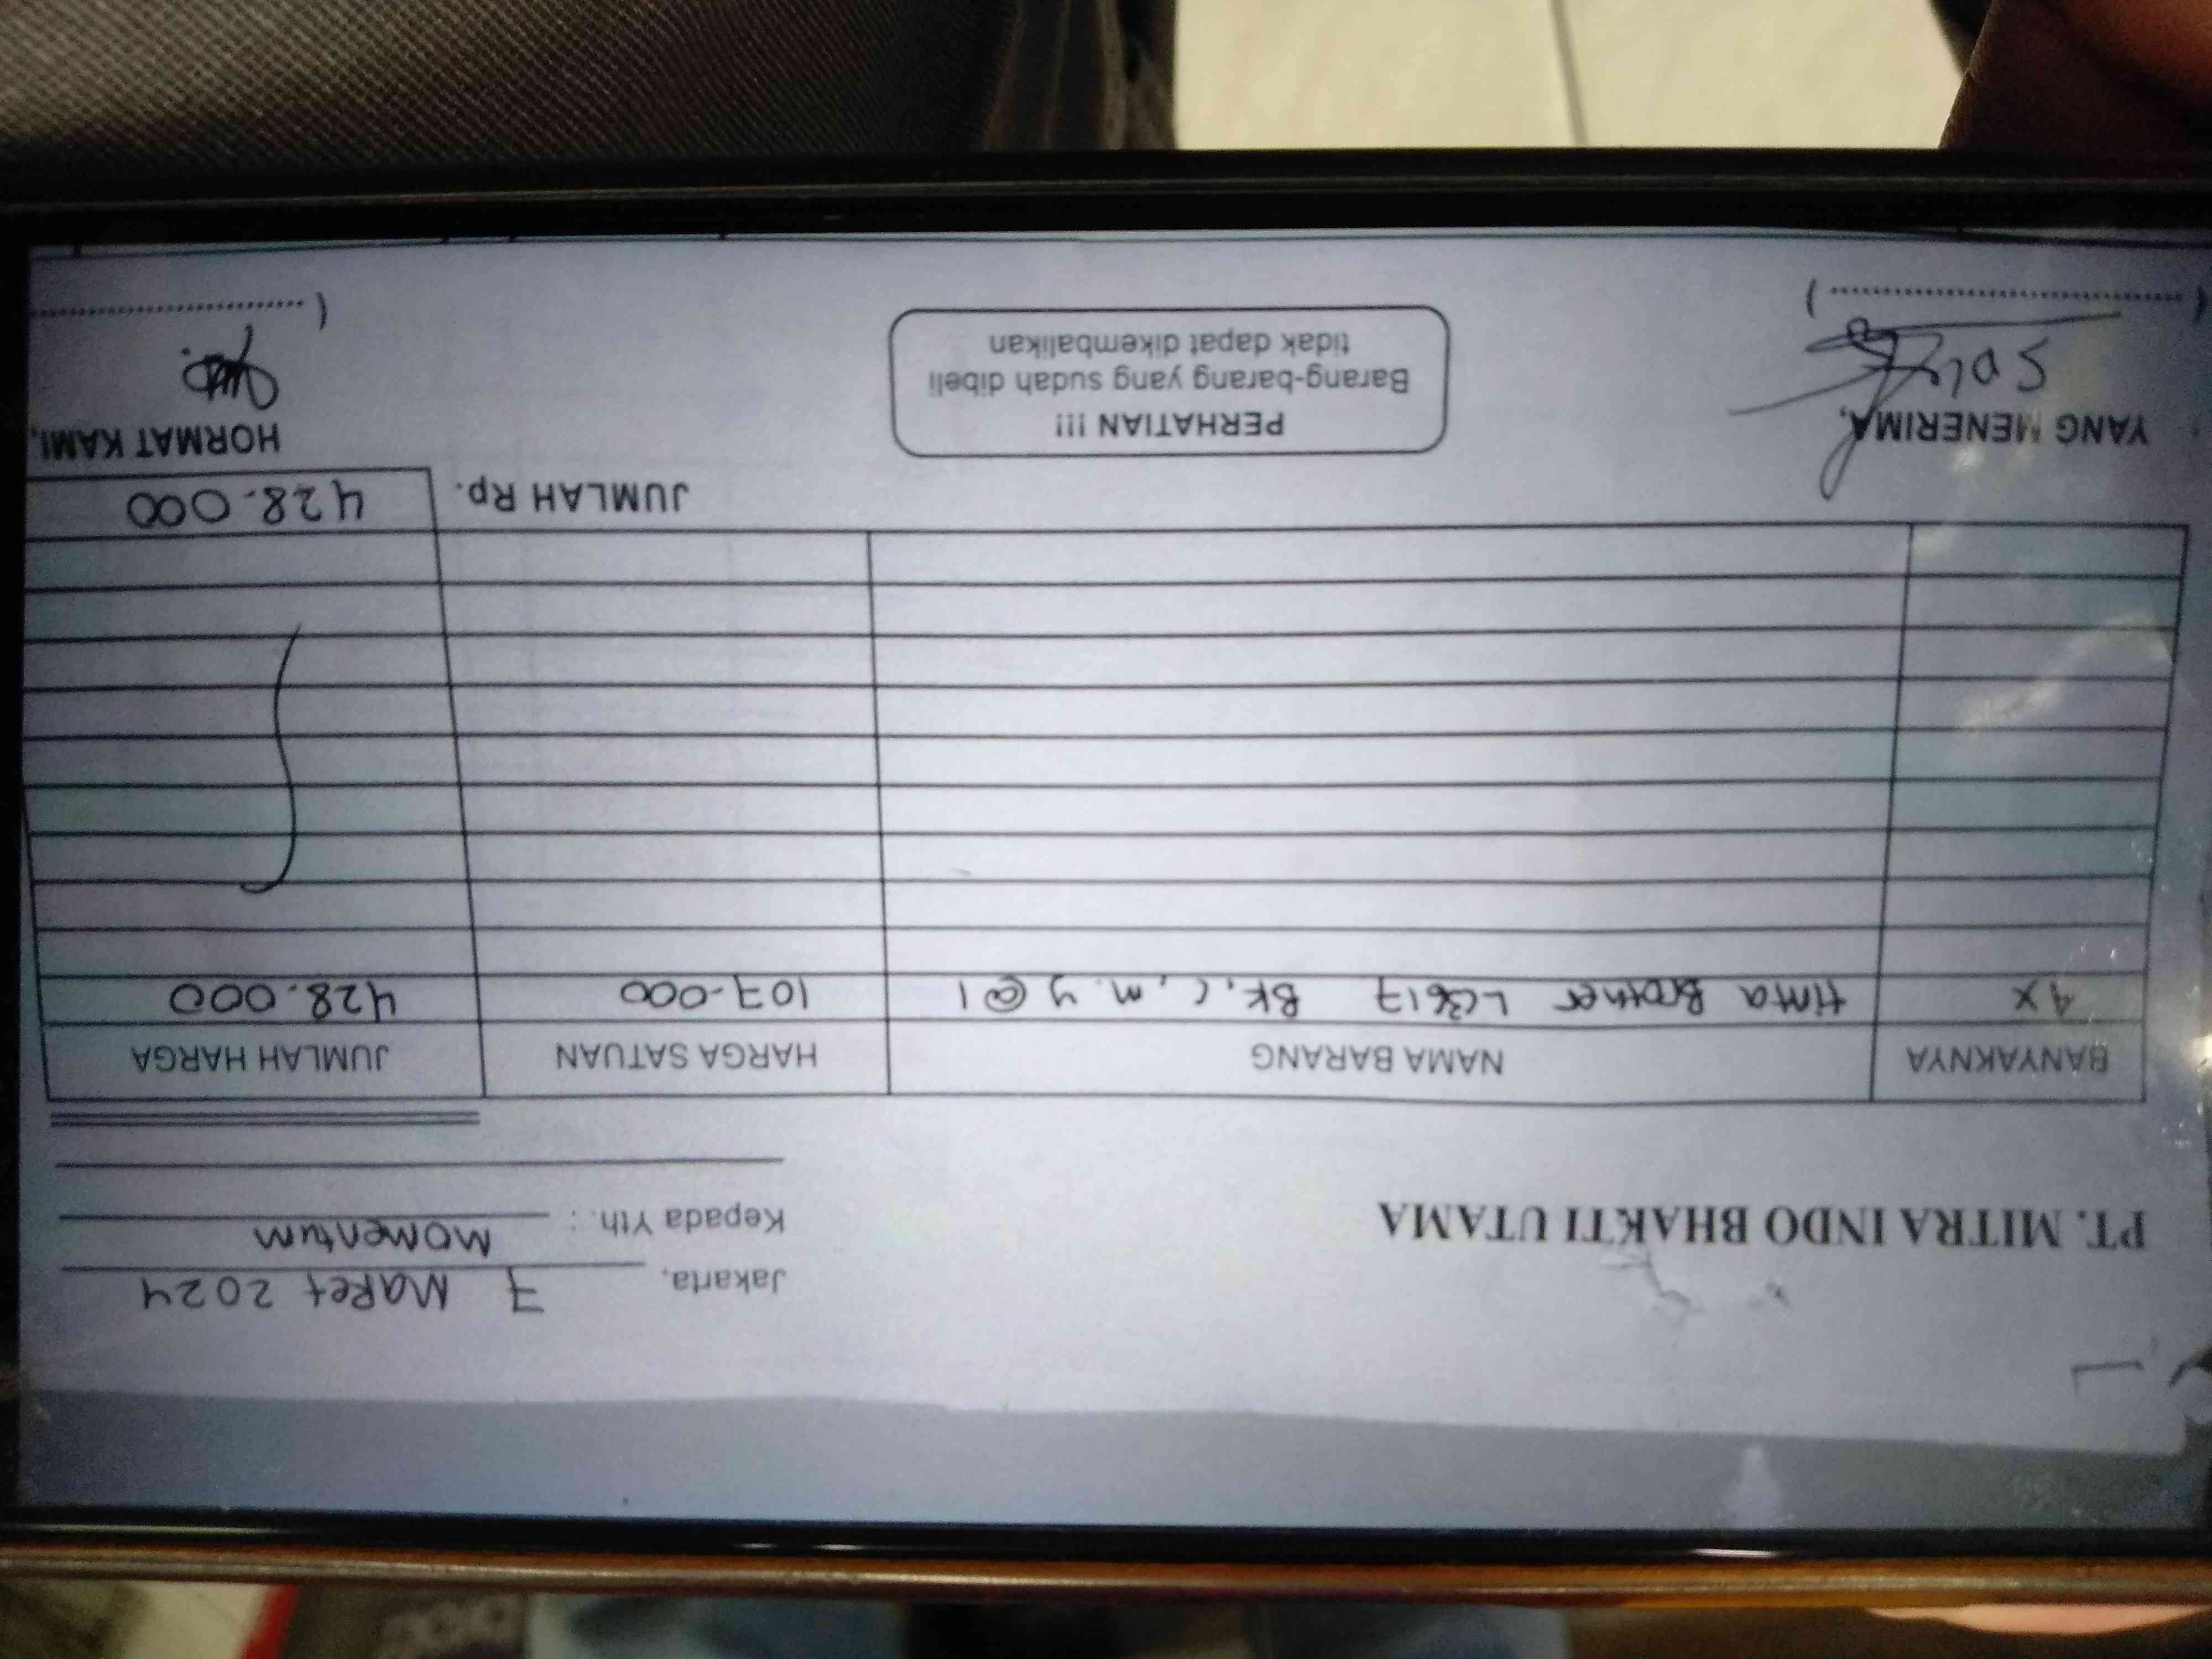 Jakarta, 7 Maret 2024
PT. MITRA INDO BHAKTI UTAMA
Kepada Yth. : Momentum
BANYAKNYA NAMA BARANG HARGA SATUAN JUMLAH HARGA
4x tinta Brother LC3617 BK, C, M. Y @ 1 107.000 428.000
JUMLAH Rp. 428.000
YANG MENERIMA,
PERHATIAN !!!
Barang-barang yang sudah dibeli
tidak dapat dikembalikan
HORMAT KAMI,